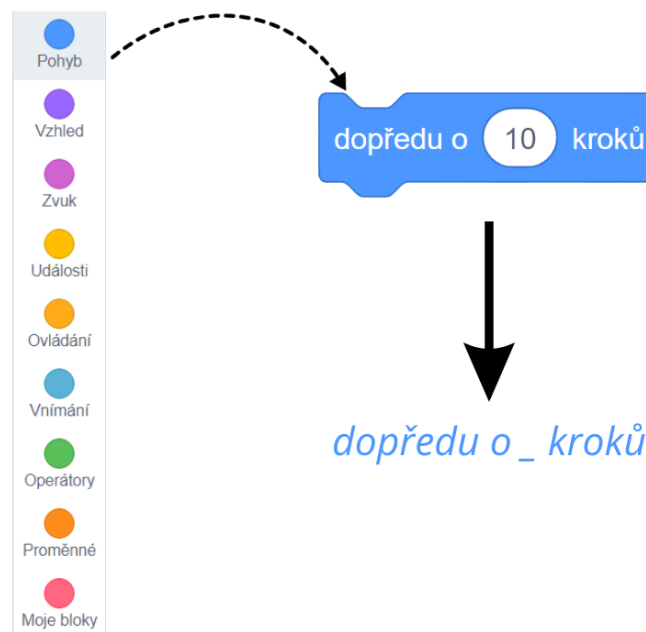 Pohyb
Vzhled
Zvuk
Události
Ovládání
Vnímání
Operátory
Proměnné
Moje bloky
dopředu o 10 kroků
dopředu o _ kroků